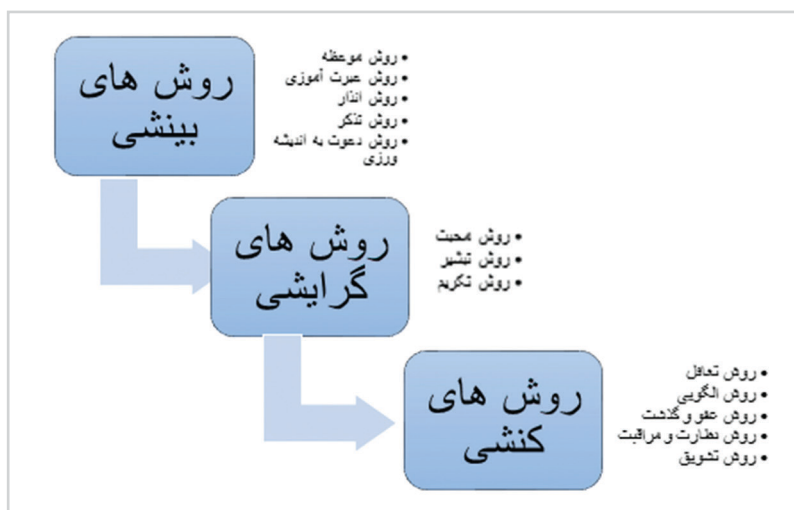 روش های
بینشی
• روش موعظه
• روش عبرت آموزی
• روش انذار
• روش تذکر
• روش دعوت به اندیشه
ورزی
روش های
گرایشی
• روش محبت
• روش تبشیر
• روش تکریم
روش های
کنشی
• روش تغافل
• روش الگویی
• روش عفو و گذشت
• روش نظارت و مراقبت
• روش تشویق